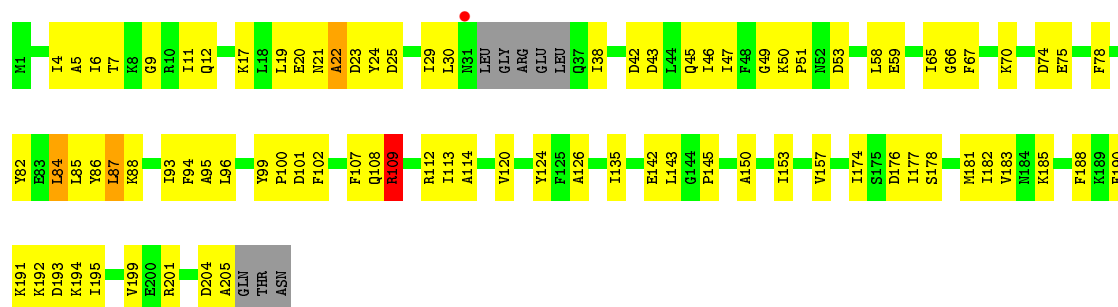 M1 I4 A5 I6 T7 K8 G9 R10 I11 Q12 K17 L18 L19 E20 N21 A22 D23 Y24 D25 I29 L30 N31 LEU GLY ARG GLU LEU Q37 I38 D42 D43 L44 Q45 I46 I47 F48 G49 K50 P51 N52 D53 L58 E59 I65 G66 F67 K70 D74 E75 F78
Y82 E83 L84 L85 Y86 L87 K88 I93 F94 A95 L96 Y99 P100 D101 F102 F107 Q108 R109 R112 I113 A114 V120 Y124 F125 A126 I135 E142 L143 G144 P145 A150 I153 V157 I174 S175 D176 I177 S178 M181 I182 V183 N184 K185 F188 K189
K191 K192 D193 K194 I195 V199 E200 R201 D204 A205 GLN THR ASN